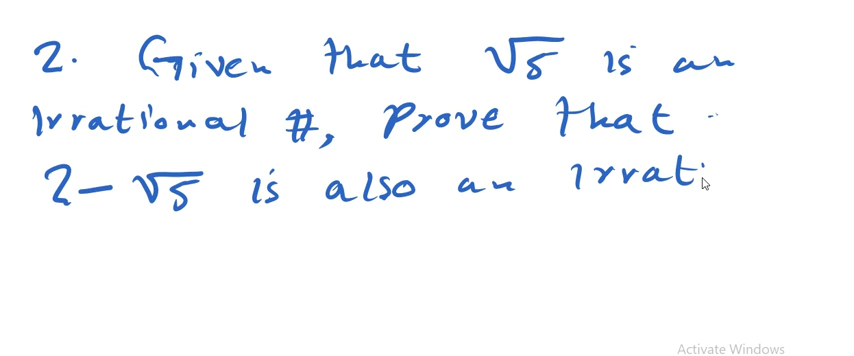 2. Given that √5 is an
irrational #, prove that
2 - √5 is also an irrati
Activate Windows